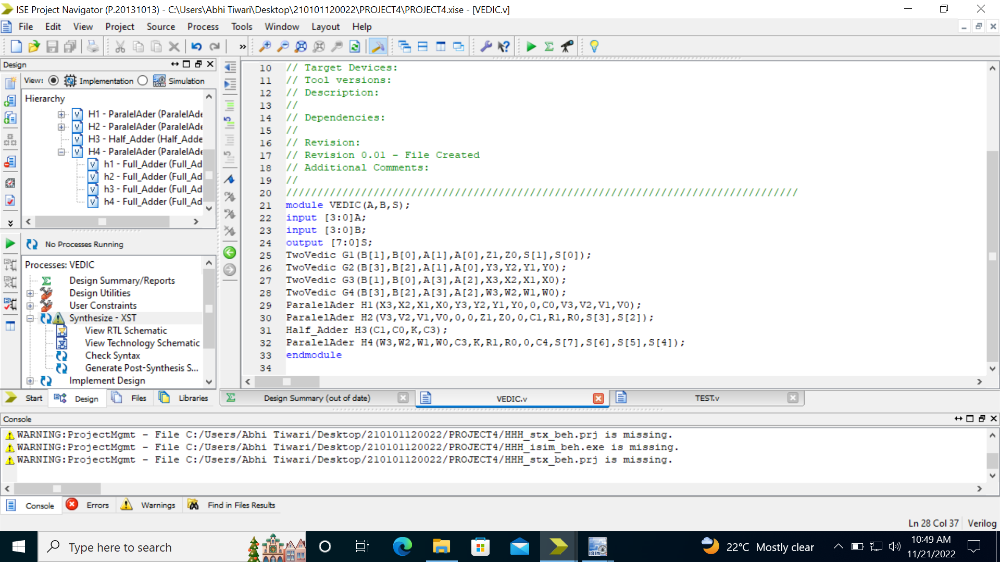 ISE Project Navigator (P.20131013) - C:\Users\Abhi Tiwari\Desktop\210101120022\PROJECT4\PROJECT4.xise - [VEDIC.v]
File Edit View Project Source Process Tools Window Layout Help
Design
View: Implementation Simulation
Hierarchy
H1 - ParalelAder (ParalelAde
H2 - ParalelAder (ParalelAde
H3 - Half_Adder (Half_Adde
H4 - ParalelAder (ParalelAde
h1 - Full_Adder (Full_Ad
h2 - Full_Adder (Full_Ad
h3 - Full_Adder (Full_Ad
h4 - Full_Adder (Full_Ad
No Processes Running
Processes: VEDIC
Design Summary/Reports
Design Utilities
User Constraints
Synthesize - XST
View RTL Schematic
View Technology Schematic
Check Syntax
Generate Post-Synthesis S...
Implement Design
Start Design Files Libraries
10 // Target Devices:
11 // Tool versions:
12 // Description:
13 //
14 // Dependencies:
15 //
16 // Revision:
17 // Revision 0.01 - File Created
18 // Additional Comments:
19 //
20 //////////////////////////////////////////////////////////////////////////////////
21 module VEDIC(A,B,S);
22 input [3:0]A;
23 input [3:0]B;
24 output [7:0]S;
25 TwoVedic G1(B[1],B[0],A[1],A[0],Z1,Z0,S[1],S[0]);
26 TwoVedic G2(B[3],B[2],A[1],A[0],Y3,Y2,Y1,Y0);
27 TwoVedic G3(B[1],B[0],A[3],A[2],X3,X2,X1,X0);
28 TwoVedic G4(B[3],B[2],A[3],A[2],W3,W2,W1,W0);
29 ParalelAder H1(X3,X2,X1,X0,Y3,Y2,Y1,Y0,0,C0,V3,V2,V1,V0);
30 ParalelAder H2(V3,V2,V1,V0,0,0,Z1,Z0,0,C1,R1,R0,S[3],S[2]);
31 Half_Adder H3(C1,C0,K,C3);
32 ParalelAder H4(W3,W2,W1,W0,C3,K,R1,R0,0,C4,S[7],S[6],S[5],S[4]);
33 endmodule
34
Design Summary (out of date) VEDIC.v TEST.v
Console
WARNING:ProjectMgmt - File C:/Users/Abhi Tiwari/Desktop/210101120022/PROJECT4/HHH_stx_beh.prj is missing.
WARNING:ProjectMgmt - File C:/Users/Abhi Tiwari/Desktop/210101120022/PROJECT4/HHH_isim_beh.exe is missing.
WARNING:ProjectMgmt - File C:/Users/Abhi Tiwari/Desktop/210101120022/PROJECT4/HHH_stx_beh.prj is missing.
Console Errors Warnings Find in Files Results
Ln 28 Col 37 Verilog
Type here to search
22°C Mostly clear
10:49 AM
11/21/2022